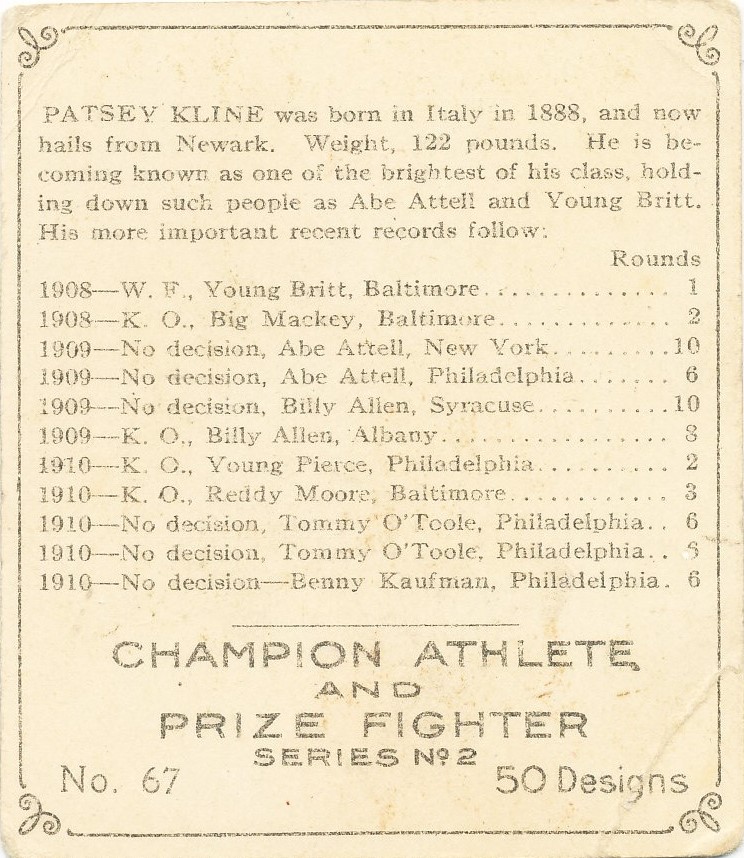 PATSEY KLINE was born in Italy in 1888, and now
hails from Newark. Weight, 122 pounds. He is be-
coming known as one of the brightest of his class, hold-
ing down such people as Abe Attell and Young Britt.
His more important recent records follow:
Rounds
1908—W. F., Young Britt, Baltimore.............. 1
1908—K. O., Big Mackey, Baltimore............. 2
1909—No decision, Abe Attell, New York.........10
1909—No decision, Abe Attell, Philadelphia....... 6
1909—No decision, Billy Allen, Syracuse..........10
1909—K. O., Billy Allen, Albany................. 3
1910—K. O., Young Pierce, Philadelphia.......... 2
1910—K. O., Reddy Moore, Baltimore............ 3
1910—No decision, Tommy O'Toole, Philadelphia.. 6
1910—No decision, Tommy O'Toole, Philadelphia..
1910—No decision—Benny Kaufman, Philadelphia. 6
CHAMPION ATHLETE
AND
PRIZE FIGHTER
SERIES Nº 2
No. 67 50 Designs